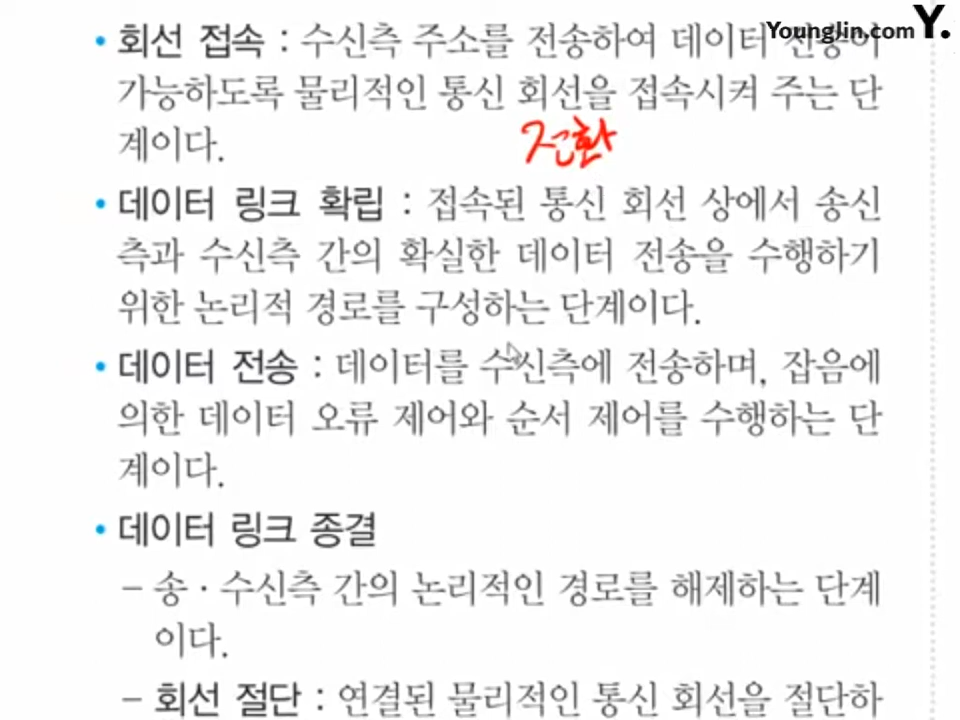 Youngjin.com Y.
• 회선 접속 : 수신측 주소를 전송하여 데이터 전송이
가능하도록 물리적인 통신 회선을 접속시켜 주는 단
계이다.
전환
• 데이터 링크 확립 : 접속된 통신 회선 상에서 송신
측과 수신측 간의 확실한 데이터 전송을 수행하기
위한 논리적 경로를 구성하는 단계이다.
• 데이터 전송 : 데이터를 수신측에 전송하며, 잡음에
의한 데이터 오류 제어와 순서 제어를 수행하는 단
계이다.
• 데이터 링크 종결
– 송 · 수신측 간의 논리적인 경로를 해제하는 단계
이다.
– 회선 절단 : 연결된 물리적인 통신 회선을 절단하